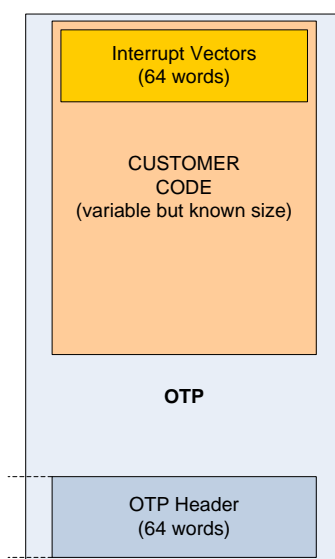 Interrupt Vectors
(64 words)
CUSTOMER
CODE
(variable but known size)
OTP
OTP Header
(64 words)